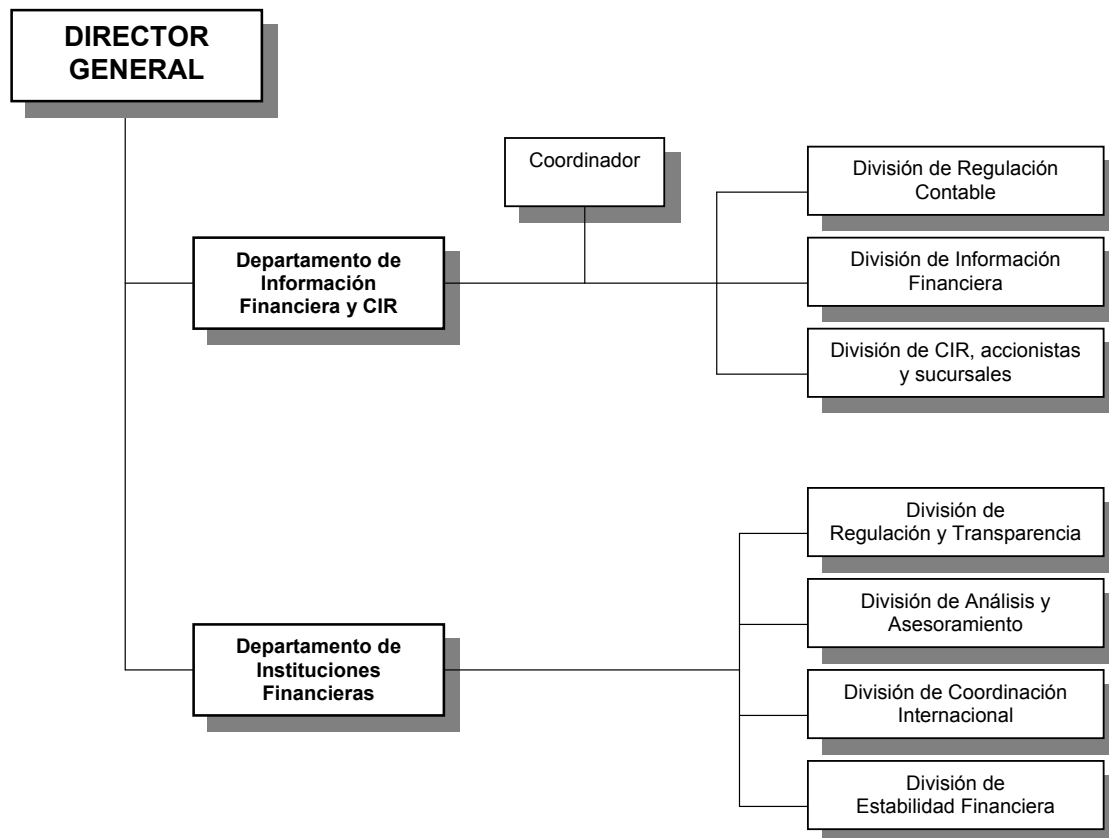 DIRECTOR
GENERAL
Coordinador
División de Regulación
Contable
Departamento de
Información
Financiera y CIR
División de Información
Financiera
División de CIR, accionistas
y sucursales
División de
Regulación y Transparencia
División de Análisis y
Asesoramiento
Departamento de
Instituciones
Financieras
División de Coordinación
Internacional
División de
Estabilidad Financiera